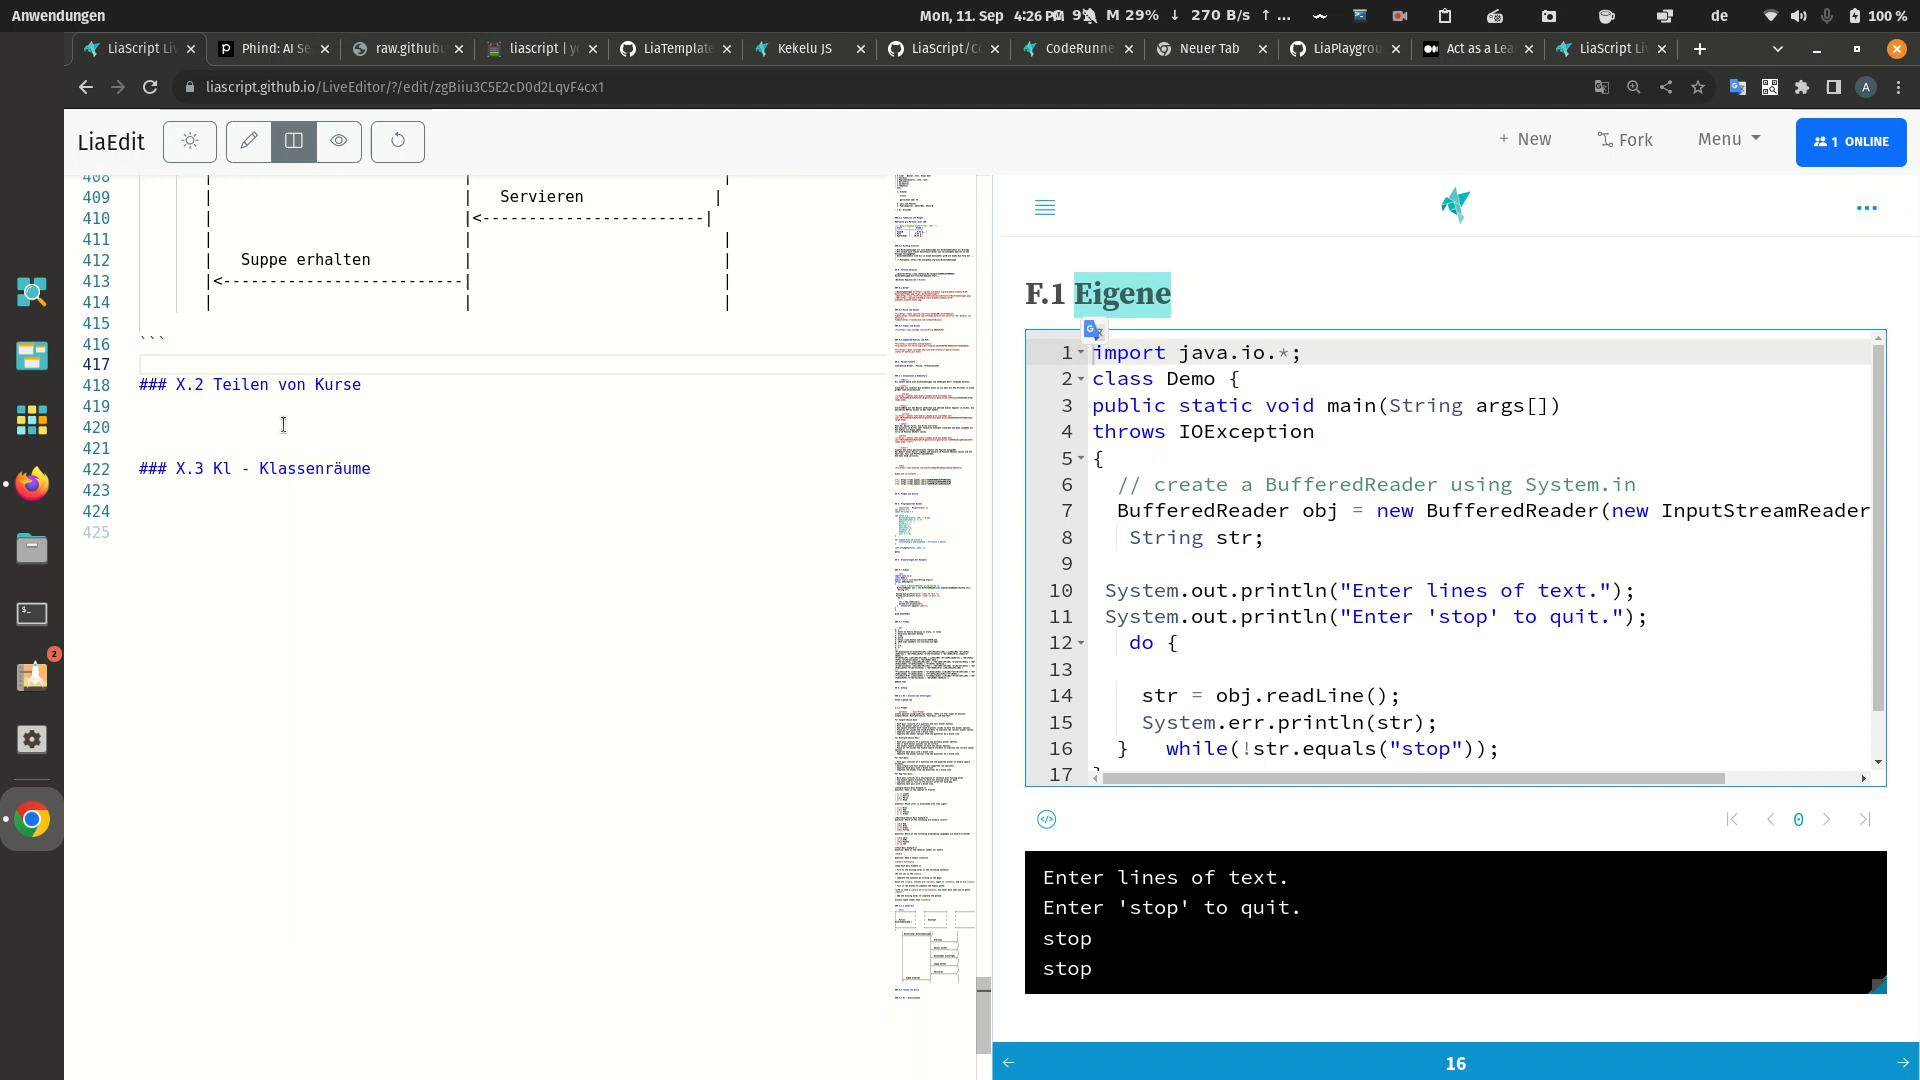 Anwendungen
Mon, 11. Sep 4:26 PM
M 29% ↓ 270 B/s ↑ ...
de
100 %
LiaScript Li
Phind: AI Se
raw.githubu
liascript | y
LiaTemplate
Kekelu JS
LiaScript/C
CodeRunne
Neuer Tab
LiaPlaygrou
Act as a Lea
LiaScript Li
liascript.github.io/LiveEditor/?/edit/zgBiiu3C5E2cD0d2LqvF4cx1
A
LiaEdit
+ New
Fork
Menu
1 ONLINE
408
409 | | Servieren |
410 | |<------------------------|
411 | | |
412 | Suppe erhalten | |
413 |<--------------------------| |
414 | | |
415
416 ```
417
418 ### X.2 Teilen von Kurse
419
420
421
422 ### X.3 Kl - Klassenräume
423
424
425
2
F.1 Eigene
1 import java.io.*;
2 class Demo {
3 public static void main(String args[])
4 throws IOException
5 {
6 // create a BufferedReader using System.in
7 BufferedReader obj = new BufferedReader(new InputStreamReader
8 String str;
9
10 System.out.println("Enter lines of text.");
11 System.out.println("Enter 'stop' to quit.");
12 do {
13
14 str = obj.readLine();
15 System.err.println(str);
16 } while(!str.equals("stop"));
17 }
0
Enter lines of text.
Enter 'stop' to quit.
stop
stop
16